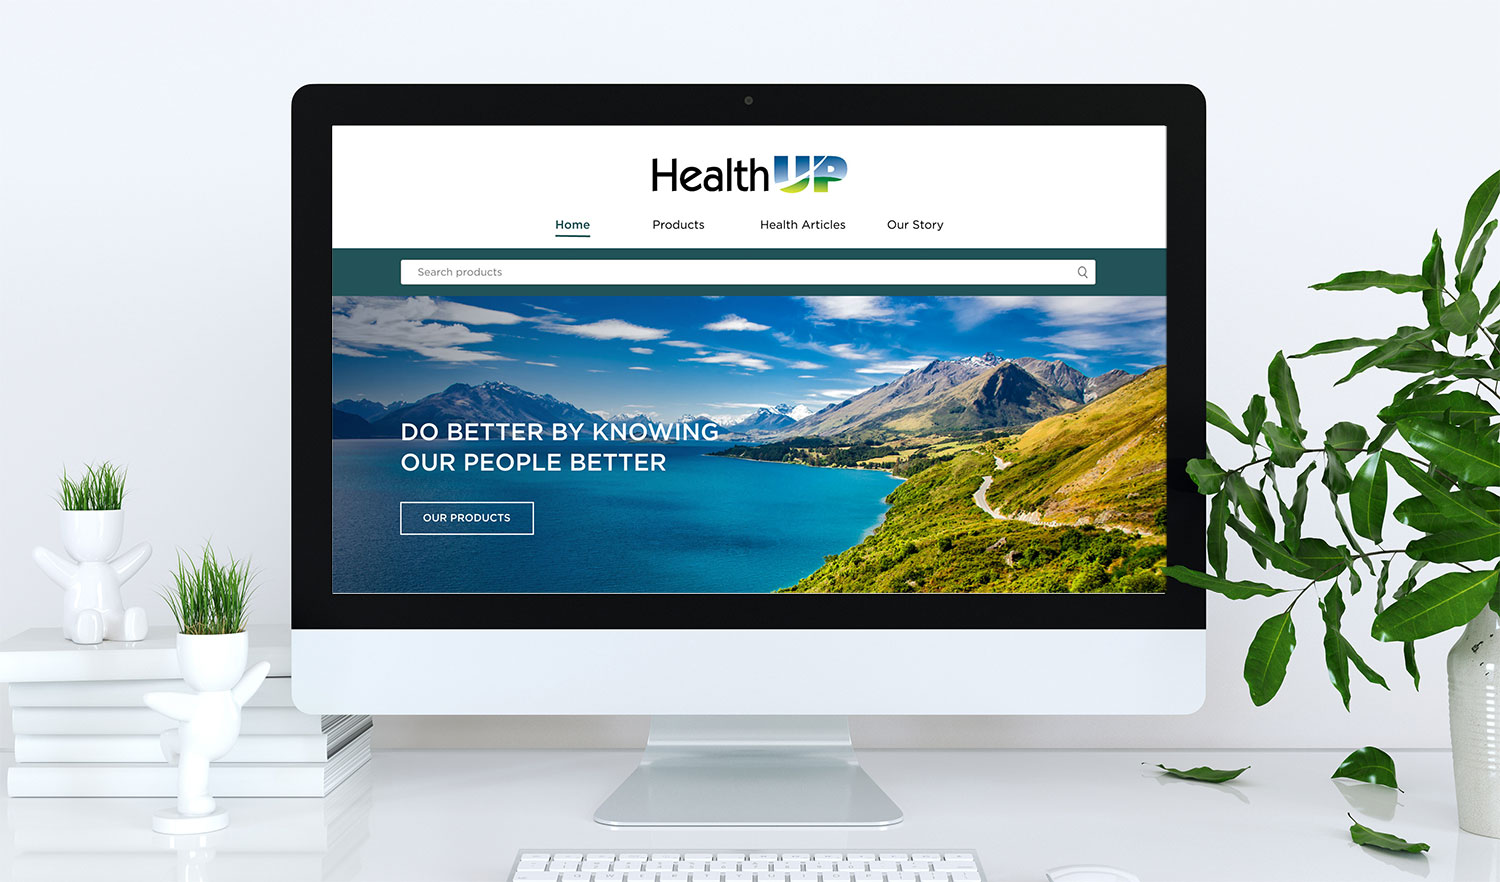 HealthUP
Home Products Health Articles Our Story
Search products
DO BETTER BY KNOWING
OUR PEOPLE BETTER
OUR PRODUCTS